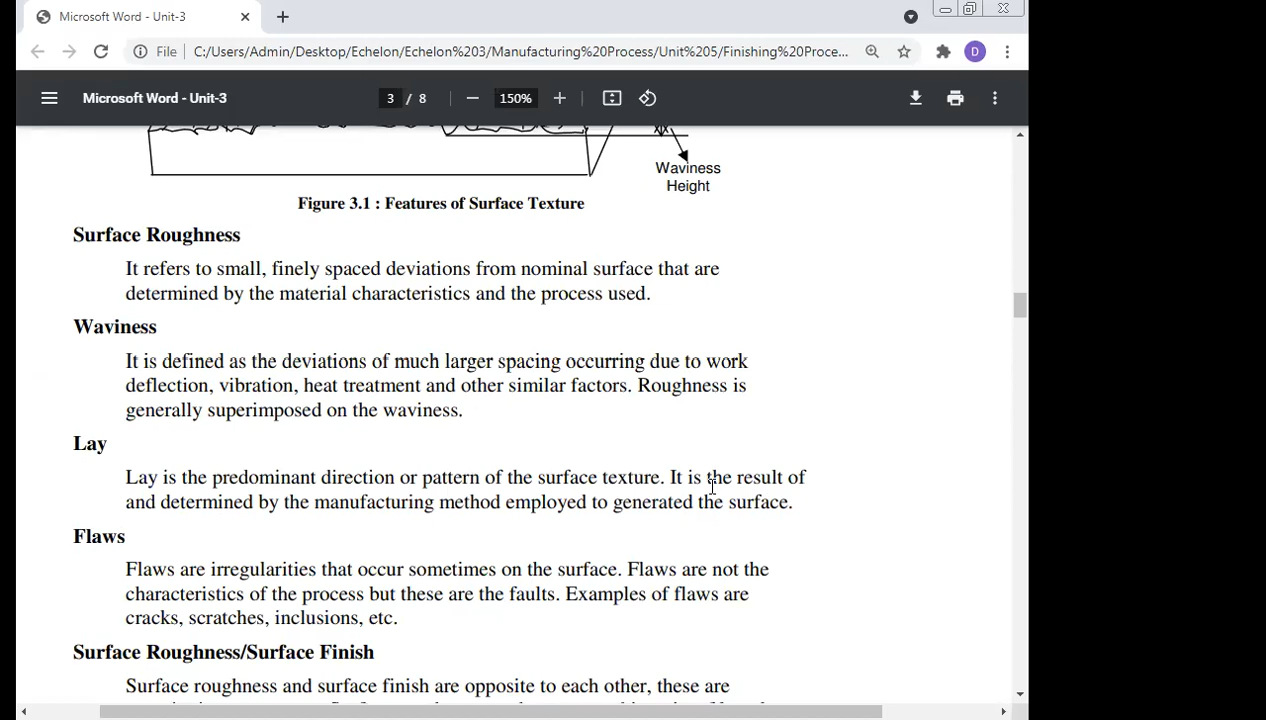 Microsoft Word - Unit-3
File C:/Users/Admin/Desktop/Echelon/Echelon%203/Manufacturing%20Process/Unit%205/Finishing%20Proce...
D
Microsoft Word - Unit-3
3 / 8
150%
Waviness
Height
Figure 3.1 : Features of Surface Texture
Surface Roughness
It refers to small, finely spaced deviations from nominal surface that are
determined by the material characteristics and the process used.
Waviness
It is defined as the deviations of much larger spacing occurring due to work
deflection, vibration, heat treatment and other similar factors. Roughness is
generally superimposed on the waviness.
Lay
Lay is the predominant direction or pattern of the surface texture. It is the result of
and determined by the manufacturing method employed to generated the surface.
Flaws
Flaws are irregularities that occur sometimes on the surface. Flaws are not the
characteristics of the process but these are the faults. Examples of flaws are
cracks, scratches, inclusions, etc.
Surface Roughness/Surface Finish
Surface roughness and surface finish are opposite to each other, these are